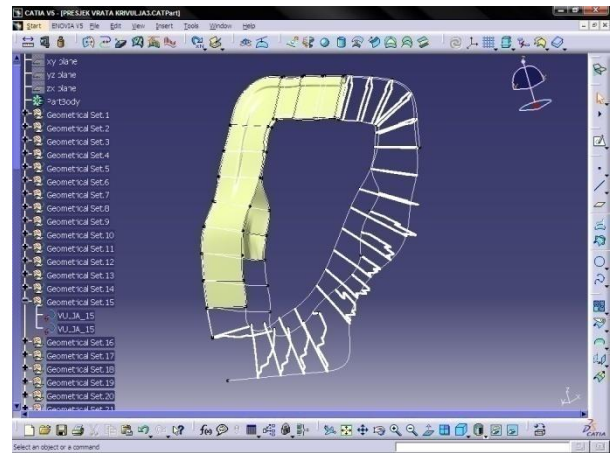 CATIA V5 - [PRESJEK VRATA KRIVULJA3.CATPart]
Start ENOVIA V5 File Edit View Insert Tools Window Help
xy plane
yz plane
zx plane
PartBody
Geometrical Set.1
Geometrical Set.2
Geometrical Set.3
Geometrical Set.4
Geometrical Set.5
Geometrical Set.6
Geometrical Set.7
Geometrical Set.8
Geometrical Set.9
Geometrical Set.10
Geometrical Set.11
Geometrical Set.12
Geometrical Set.13
Geometrical Set.14
Geometrical Set.15
VULJA_15
VULJA_15
Geometrical Set.16
Geometrical Set.17
Geometrical Set.18
Geometrical Set.19
Geometrical Set.20
Select an object or a command
CATIA